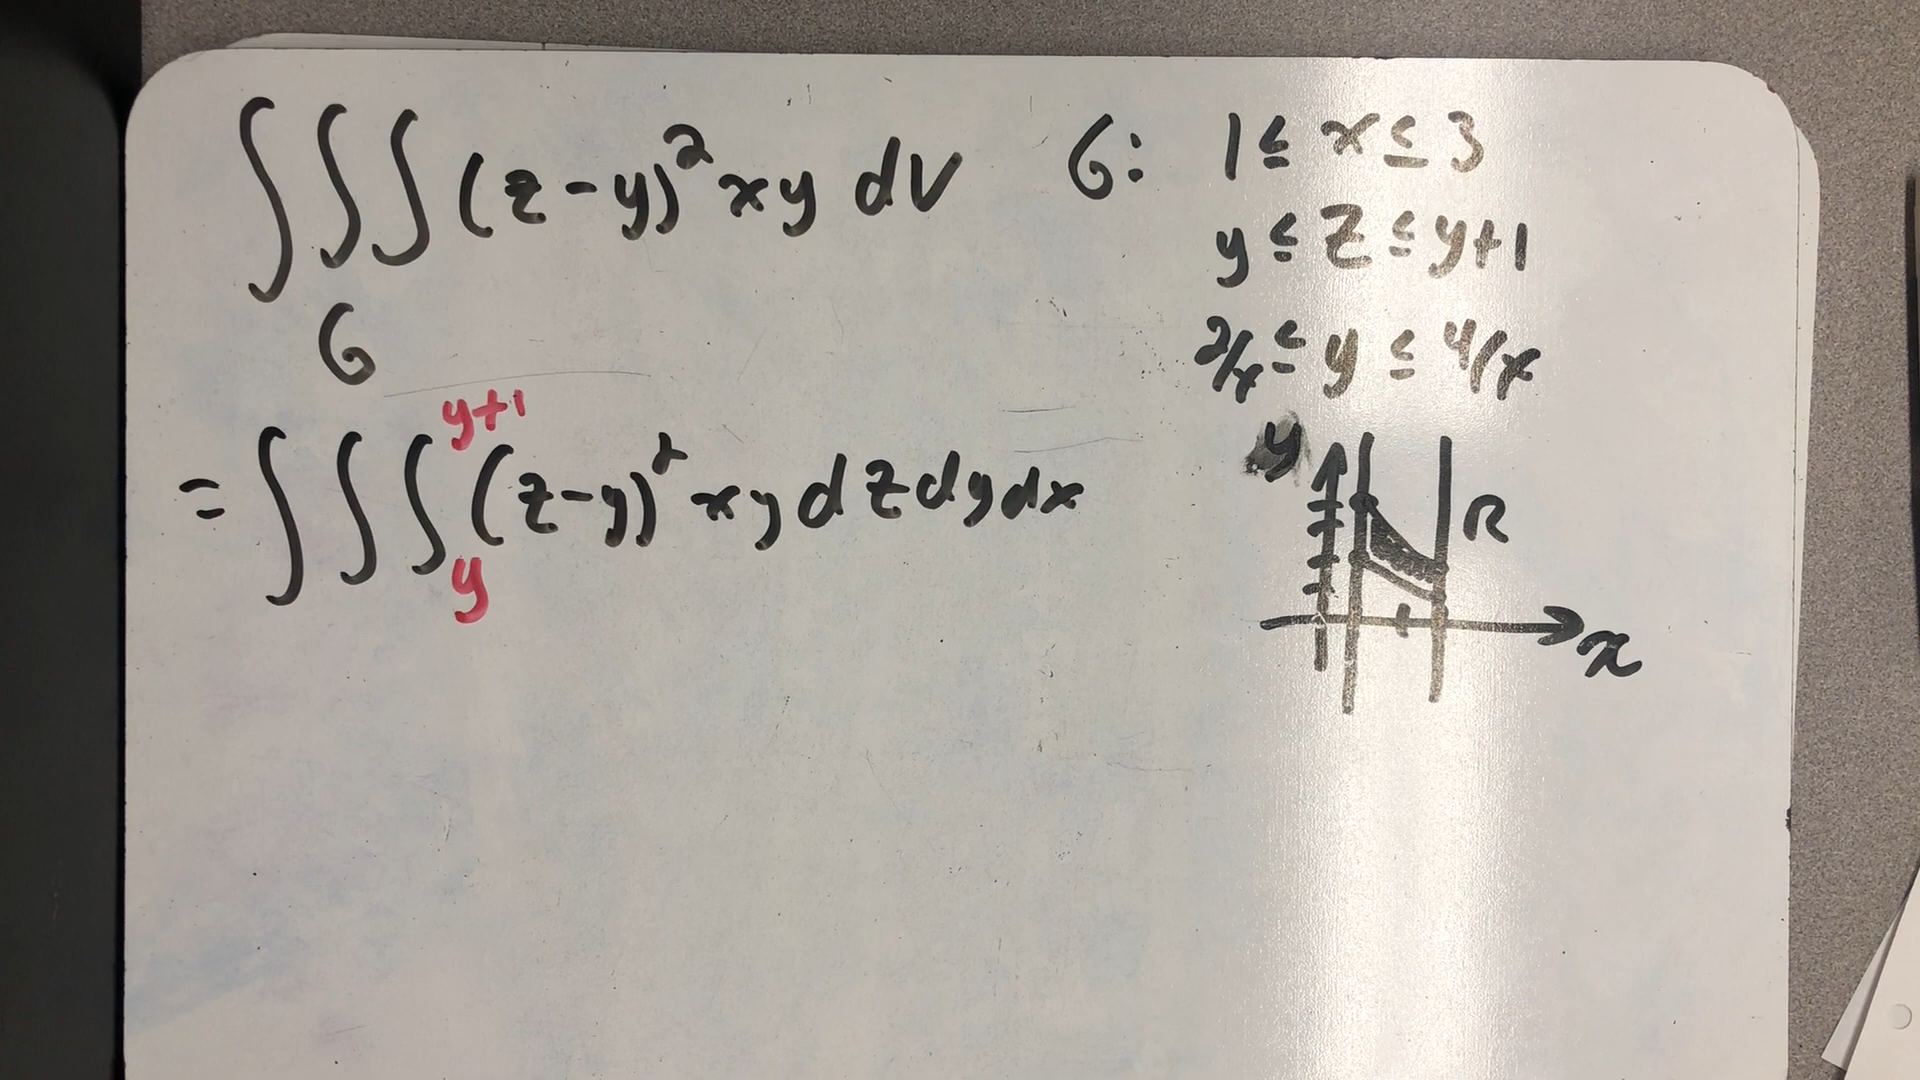 ∭ (z-y)² xy dV
G
G: 1 ≤ x ≤ 3
y ≤ z ≤ y+1
2/x ≤ y ≤ 4/x
y+1
= ∫∫∫ (z-y)² xy dz dy dx
y
y
R
x